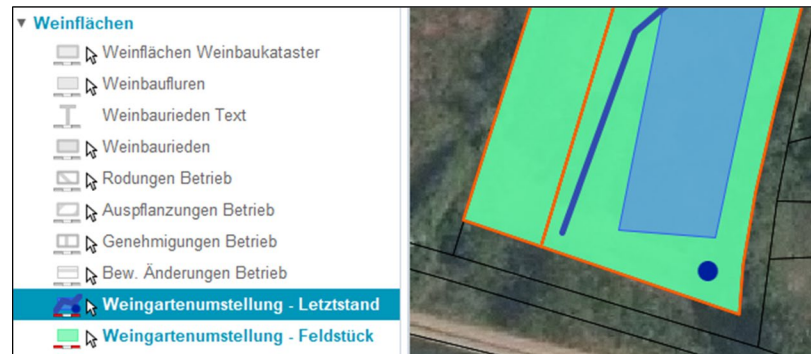 Weinflächen
Weinflächen Weinbaukataster
Weinbaufluren
Weinbaurieden Text
Weinbaurieden
Rodungen Betrieb
Auspflanzungen Betrieb
Genehmigungen Betrieb
Bew. Änderungen Betrieb
Weingartenumstellung - Letztstand
Weingartenumstellung - Feldstück